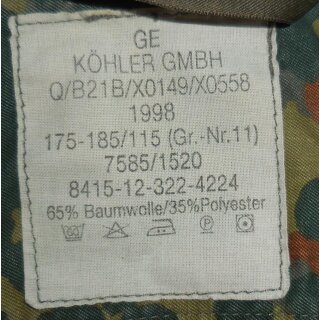 GE
KÖHLER GMBH
Q/B21B/X0149/X0558
1998
175-185/115 (Gr.-Nr.11)
7585/1520
8415-12-322-4224
65% Baumwolle/35%Polyester